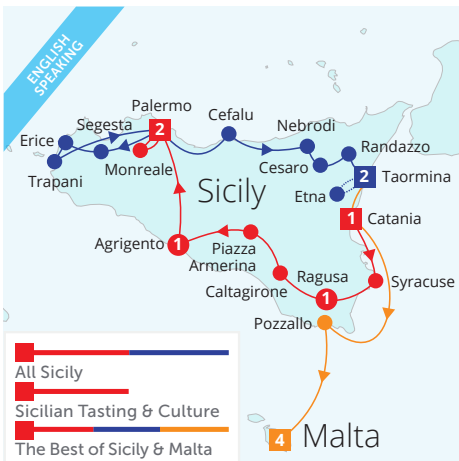 ENGLISH
SPEAKING
Palermo
2
Cefalu
Segesta
Nebrodi
Erice
Randazzo
Monreale
Cesaro
2
Taormina
Trapani
Etna
Sicily
1
Catania
Agrigento
1
Piazza
Armerina
Ragusa
Syracuse
Caltagirone
1
Pozzallo
All Sicily
Sicilian Tasting & Culture
4
Malta
The Best of Sicily & Malta